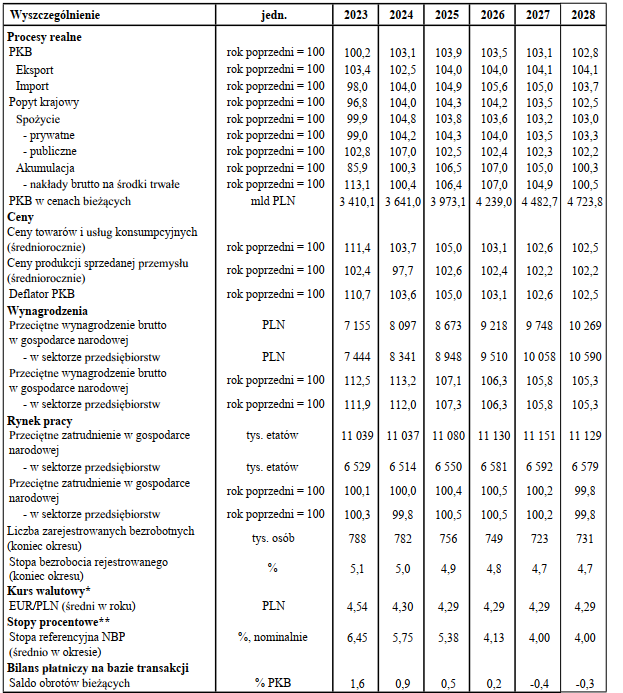 Wyszczególnienie jedn. 2023 2024 2025 2026 2027 2028
Procesy realne
PKB rok poprzedni = 100 100,2 103,1 103,9 103,5 103,1 102,8
Eksport rok poprzedni = 100 103,4 102,5 104,0 104,0 104,1 104,1
Import rok poprzedni = 100 98,0 104,0 104,9 105,6 105,0 103,7
Popyt krajowy rok poprzedni = 100 96,8 104,0 104,3 104,2 103,5 102,5
Spożycie rok poprzedni = 100 99,9 104,8 103,8 103,6 103,2 103,0
- prywatne rok poprzedni = 100 99,0 104,2 104,3 104,0 103,5 103,3
- publiczne rok poprzedni = 100 102,8 107,0 102,5 102,4 102,3 102,2
Akumulacja rok poprzedni = 100 85,9 100,3 106,5 107,0 105,0 100,3
- nakłady brutto na środki trwałe rok poprzedni = 100 113,1 100,4 106,4 107,0 104,9 100,5
PKB w cenach bieżących mld PLN 3 410,1 3 641,0 3 973,1 4 239,0 4 482,7 4 723,8
Ceny
Ceny towarów i usług konsumpcyjnych
(średniorocznie) rok poprzedni = 100 111,4 103,7 105,0 103,1 102,6 102,5
Ceny produkcji sprzedanej przemysłu
(średniorocznie) rok poprzedni = 100 102,4 97,7 102,6 102,4 102,2 102,2
Deflator PKB rok poprzedni = 100 110,7 103,6 105,0 103,1 102,6 102,5
Wynagrodzenia
Przeciętne wynagrodzenie brutto PLN 7 155 8 097 8 673 9 218 9 748 10 269
w gospodarce narodowej
- w sektorze przedsiębiorstw PLN 7 444 8 341 8 948 9 510 10 058 10 590
Przeciętne wynagrodzenie brutto
w gospodarce narodowej rok poprzedni = 100 112,5 113,2 107,1 106,3 105,8 105,3
- w sektorze przedsiębiorstw rok poprzedni = 100 111,9 112,0 107,3 106,3 105,8 105,3
Rynek pracy
Przeciętne zatrudnienie w gospodarce tys. etatów 11 039 11 037 11 080 11 130 11 151 11 129
narodowej
- w sektorze przedsiębiorstw tys. etatów 6 529 6 514 6 550 6 581 6 592 6 579
Przeciętne zatrudnienie w gospodarce
narodowej rok poprzedni = 100 100,1 100,0 100,4 100,5 100,2 99,8
- w sektorze przedsiębiorstw rok poprzedni = 100 100,3 99,8 100,5 100,5 100,2 99,8
Liczba zarejestrowanych bezrobotnych
(koniec okresu) tys. osób 788 782 756 749 723 731
Stopa bezrobocia rejestrowanego
(koniec okresu) % 5,1 5,0 4,9 4,8 4,7 4,7
Kurs walutowy*
EUR/PLN (średni w roku) PLN 4,54 4,30 4,29 4,29 4,29 4,29
Stopy procentowe**
Stopa referencyjna NBP %, nominalnie 6,45 5,75 5,38 4,13 4,00 4,00
(średnio w okresie)
Bilans płatniczy na bazie transakcji
Saldo obrotów bieżących % PKB 1,6 0,9 0,5 0,2 -0,4 -0,3